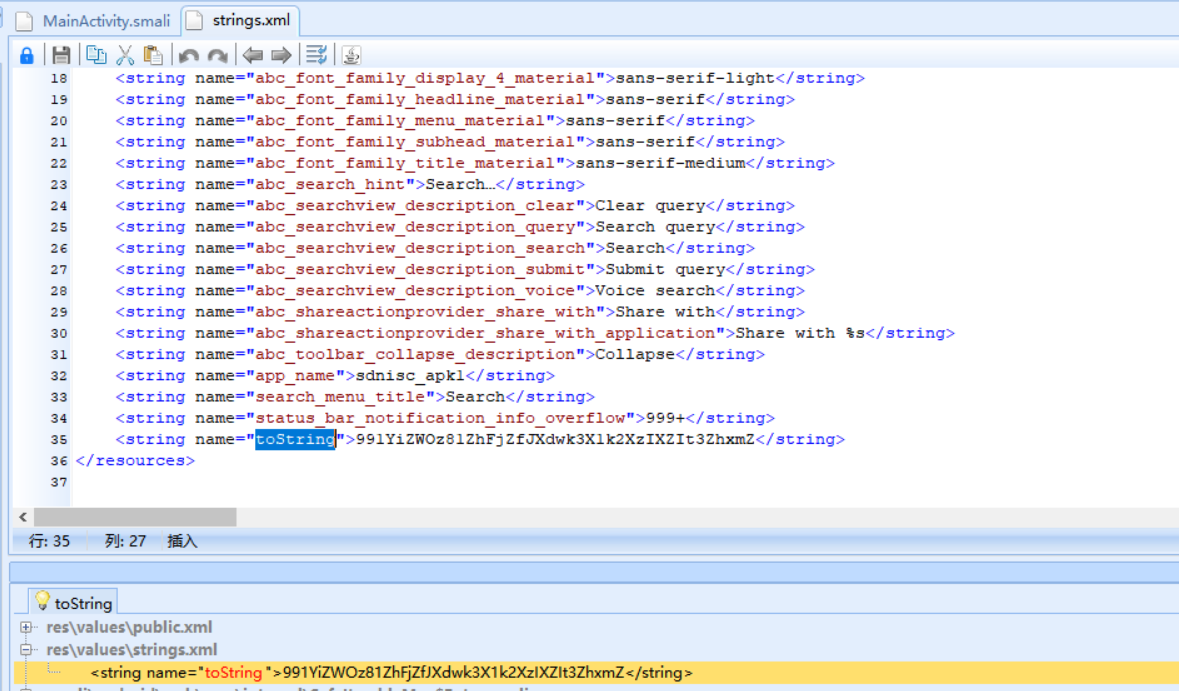 MainActivity.smali
strings.xml
18 <string name="abc_font_family_display_4_material">sans-serif-light</string>
19 <string name="abc_font_family_headline_material">sans-serif</string>
20 <string name="abc_font_family_menu_material">sans-serif</string>
21 <string name="abc_font_family_subhead_material">sans-serif</string>
22 <string name="abc_font_family_title_material">sans-serif-medium</string>
23 <string name="abc_search_hint">Search…</string>
24 <string name="abc_searchview_description_clear">Clear query</string>
25 <string name="abc_searchview_description_query">Search query</string>
26 <string name="abc_searchview_description_search">Search</string>
27 <string name="abc_searchview_description_submit">Submit query</string>
28 <string name="abc_searchview_description_voice">Voice search</string>
29 <string name="abc_shareactionprovider_share_with">Share with</string>
30 <string name="abc_shareactionprovider_share_with_application">Share with %s</string>
31 <string name="abc_toolbar_collapse_description">Collapse</string>
32 <string name="app_name">sdnisc_apk1</string>
33 <string name="search_menu_title">Search</string>
34 <string name="status_bar_notification_info_overflow">999+</string>
35 <string name="toString">991YiZWOz81ZhFjZfJXdwk3X1k2XzIXZIt3ZhxmZ</string>
36 </resources>
37
行: 35 列: 27 插入
toString
res\values\public.xml
res\values\strings.xml
<string name="toString">991YiZWOz81ZhFjZfJXdwk3X1k2XzIXZIt3ZhxmZ</string>